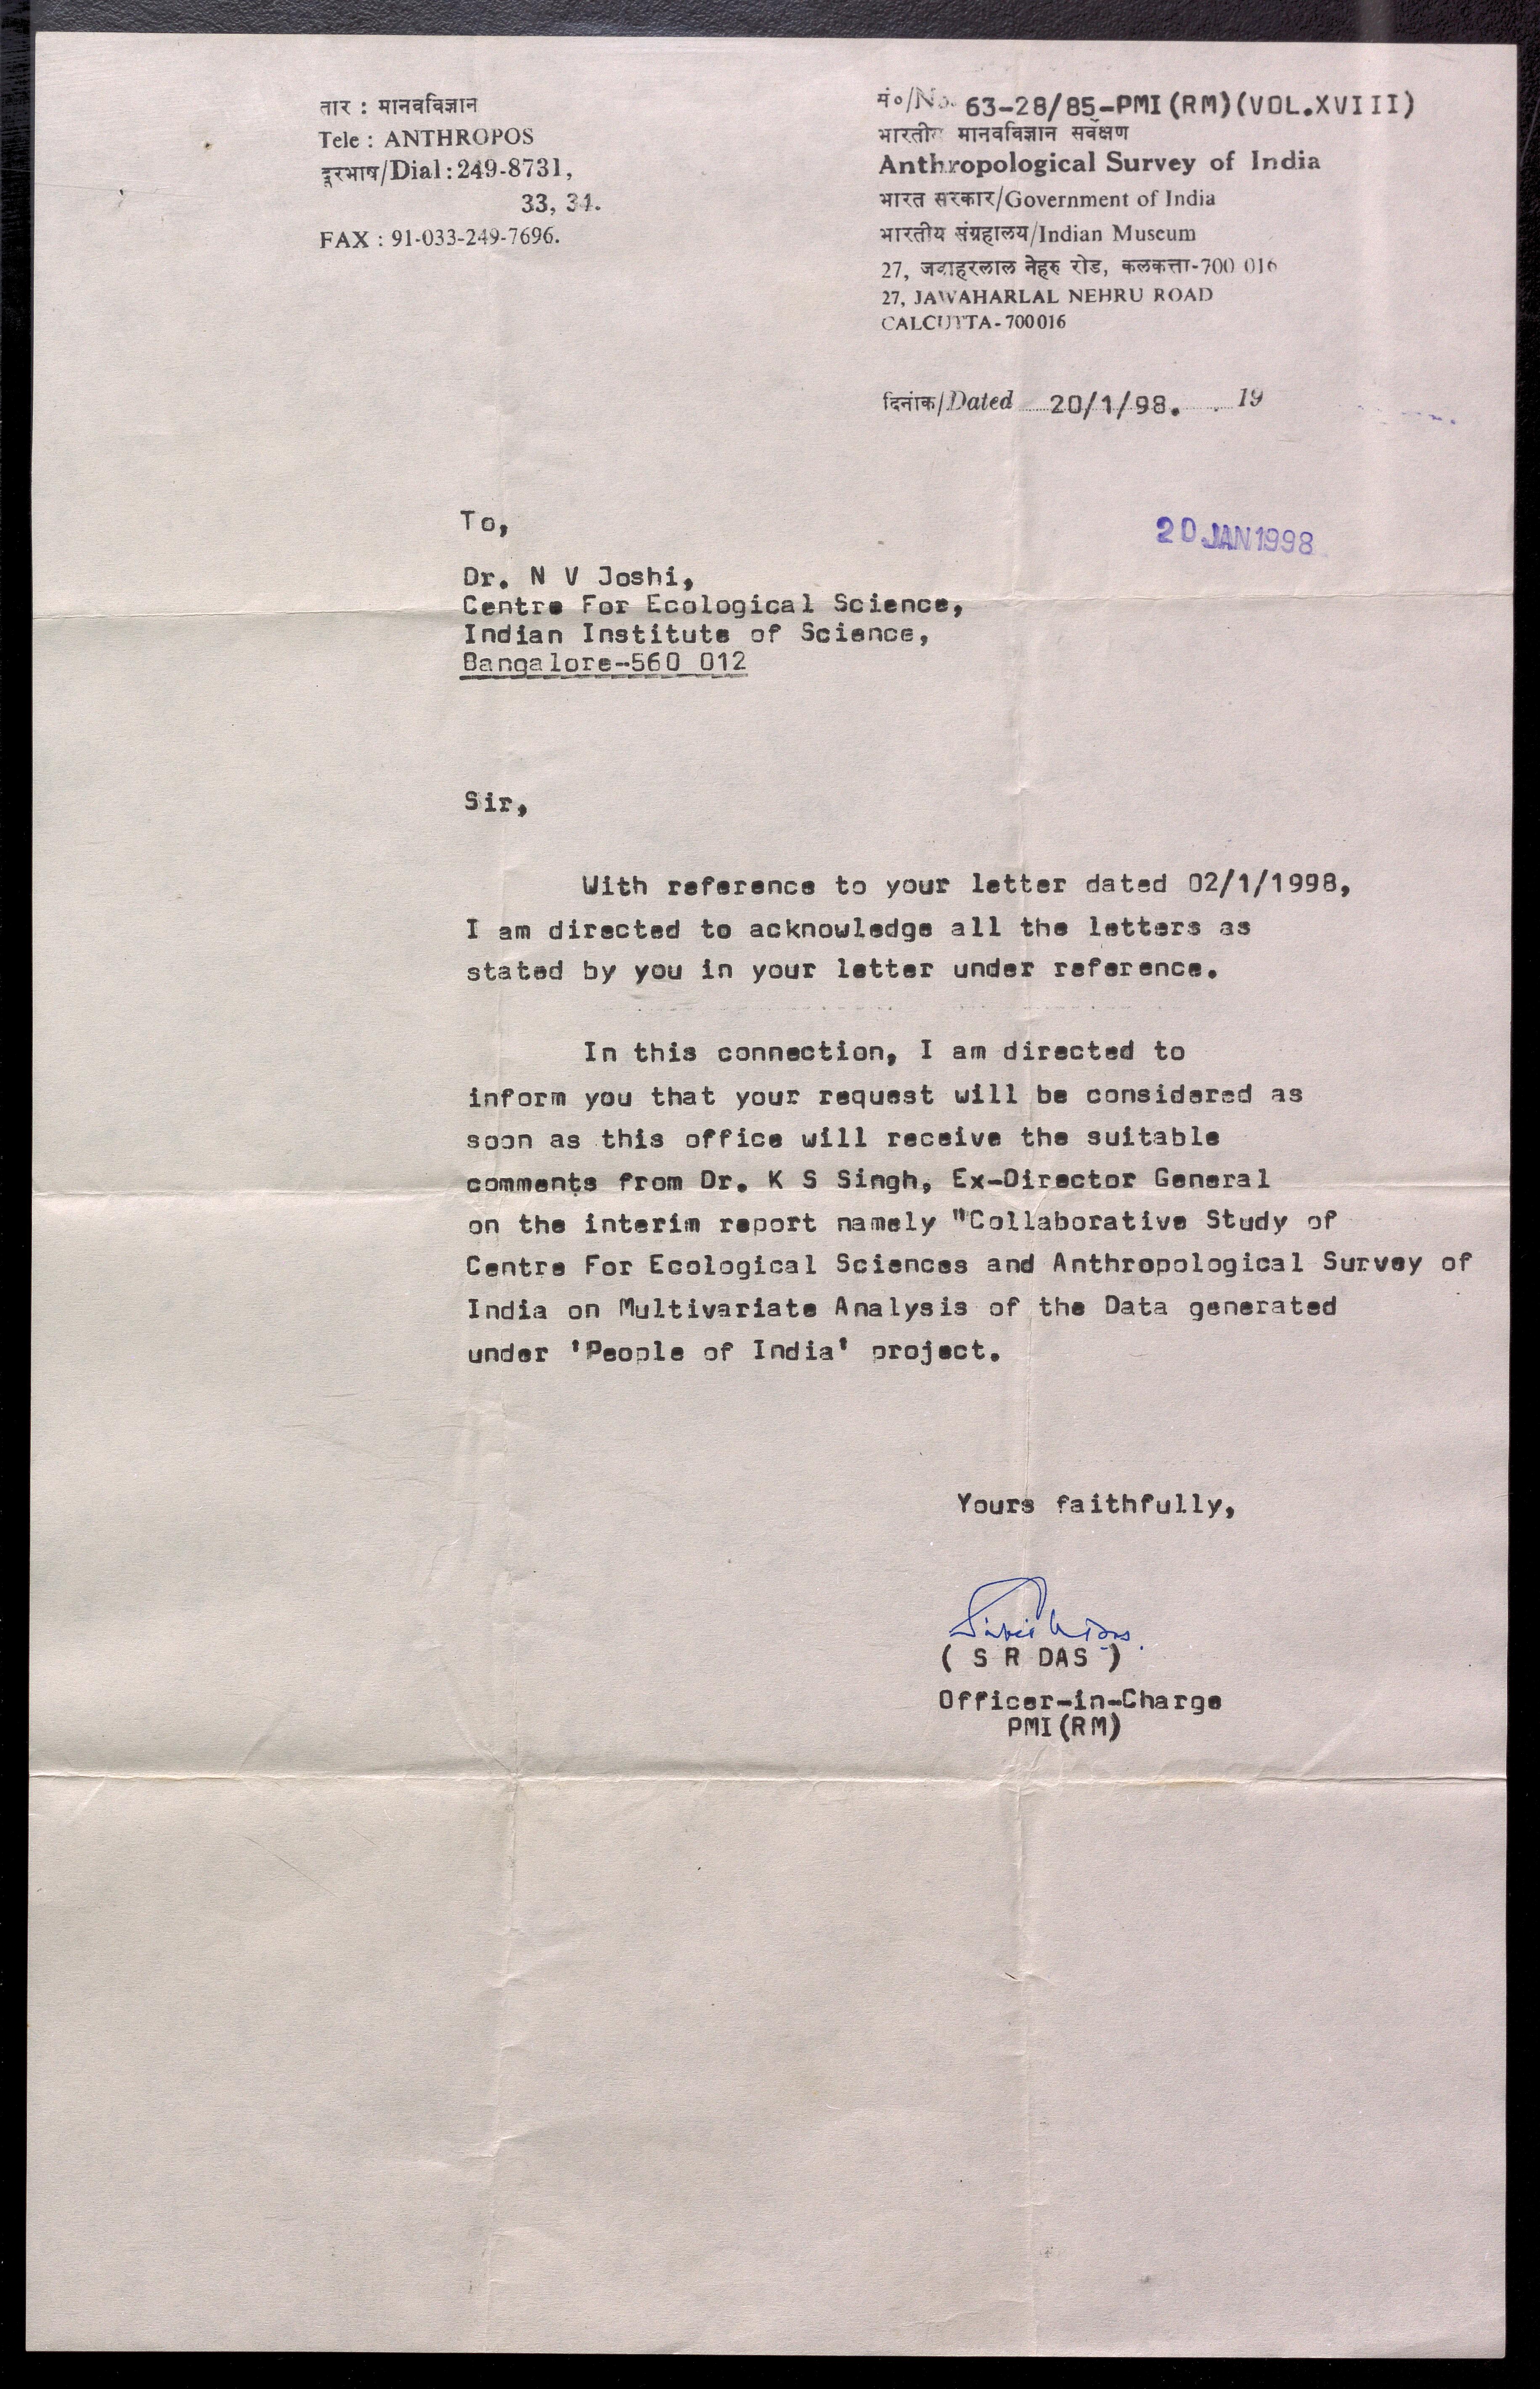 तार : मानवविज्ञान
Tele : ANTHROPOS
दूरभाष/Dial : 249-8731,
33, 34.
FAX : 91-033-249-7696.
सं०/No. 63-28/85-PMI(RM)(VOL.XVIII)
भारतीय मानवविज्ञान सर्वेक्षण
Anthropological Survey of India
भारत सरकार/Government of India
भारतीय संग्रहालय/Indian Museum
27, जवाहरलाल नेहरु रोड, कलकत्ता-700 016
27, JAWAHARLAL NEHRU ROAD
CALCUTTA-700016
दिनांक/Dated 20/1/98. 19
20 JAN 1998
To,
Dr. N V Joshi,
Centre For Ecological Science,
Indian Institute of Science,
Bangalore-560 012
Sir,
With reference to your letter dated 02/1/1998,
I am directed to acknowledge all the letters as
stated by you in your letter under reference.
In this connection, I am directed to
inform you that your request will be considered as
soon as this office will receive the suitable
comments from Dr. K S Singh, Ex-Director General
on the interim report namely "Collaborative Study of
Centre For Ecological Sciences and Anthropological Survey of
India on Multivariate Analysis of the Data generated
under 'People of India' project.
Yours faithfully,
( S R DAS )
Officer-in-Charge
PMI(RM)